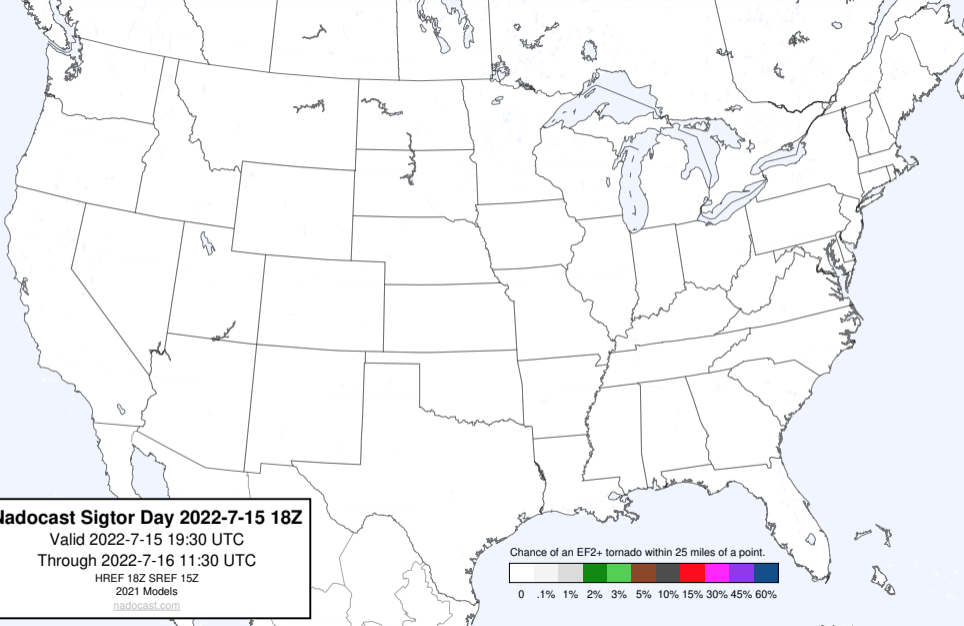 Nadocast Sigtor Day 2022-7-15 18Z
Valid 2022-7-15 19:30 UTC
Through 2022-7-16 11:30 UTC
HREF 18Z SREF 15Z
2021 Models
nadocast.com
Chance of an EF2+ tornado within 25 miles of a point.
0 .1% 1% 2% 3% 5% 10% 15% 30% 45% 60%